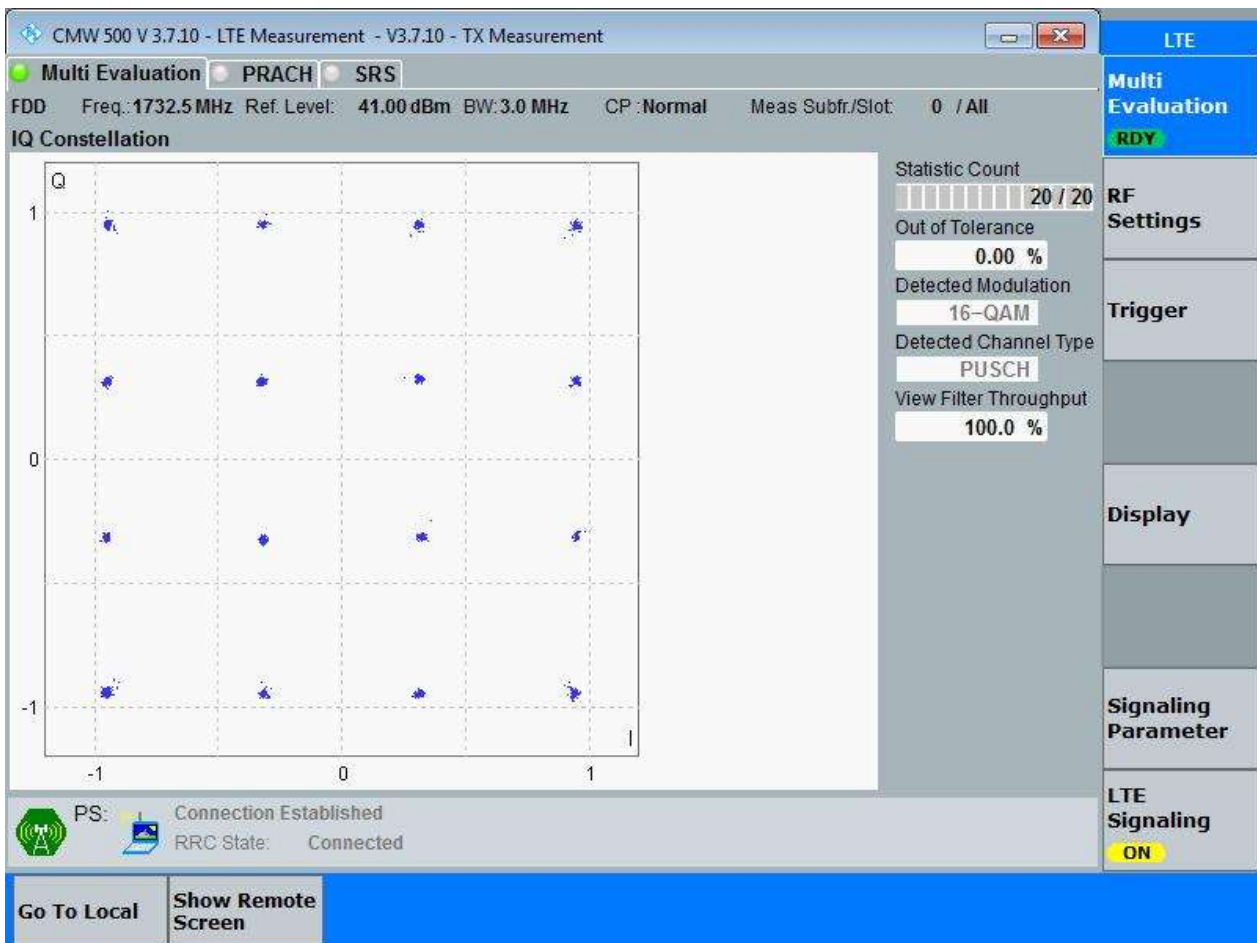 CMW 500 V 3.7.10 - LTE Measurement - V3.7.10 - TX Measurement
Multi Evaluation PRACH SRS
FDD Freq.:1732.5 MHz Ref. Level: 41.00 dBm BW:3.0 MHz CP :Normal Meas Subfr./Slot: 0 / All
IQ Constellation
Q
1
0
-1
I
-1 0 1
Statistic Count
20 / 20
Out of Tolerance
0.00 %
Detected Modulation
16-QAM
Detected Channel Type
PUSCH
View Filter Throughput
100.0 %
PS: Connection Established
RRC State: Connected
LTE
Multi
Evaluation
RDY
RF
Settings
Trigger
Display
Signaling
Parameter
LTE
Signaling
ON
Go To Local
Show Remote
Screen